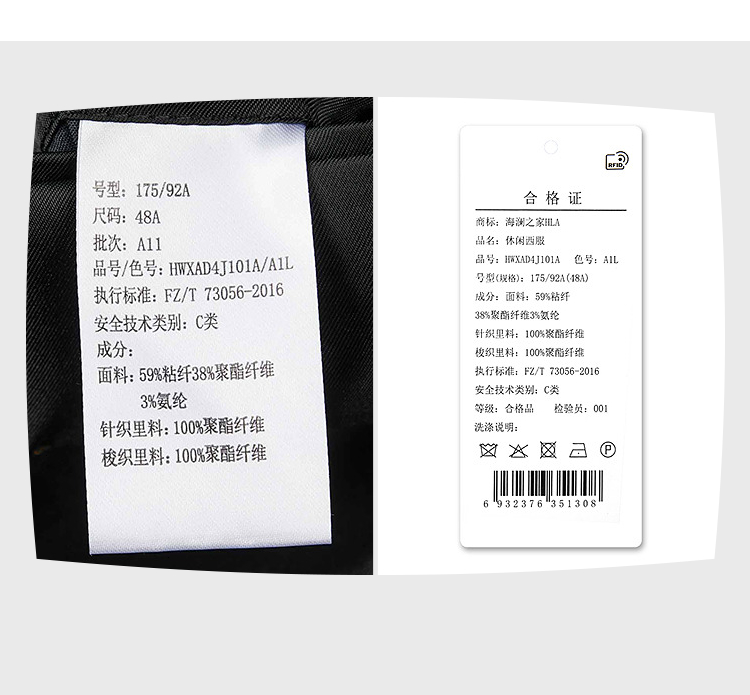 号型：175/92A
尺码：48A
批次：A11
品号/色号：HWXAD4J101A/A1L
执行标准：FZ/T 73056-2016
安全技术类别：C类
成分：
面料：59%粘纤38%聚酯纤维
3%氨纶
针织里料：100%聚酯纤维
梭织里料：100%聚酯纤维
RFID
合格证
商标：海澜之家HLA
品名：休闲西服
品号：HWXAD4J101A 色号：A1L
号型(规格)：175/92A(48A)
成分：面料：59%粘纤
38%聚酯纤维3%氨纶
针织里料：100%聚酯纤维
梭织里料：100%聚酯纤维
执行标准：FZ/T 73056-2016
安全技术类别：C类
等级：合格品 检验员：001
洗涤说明：
P
6 932376 351308